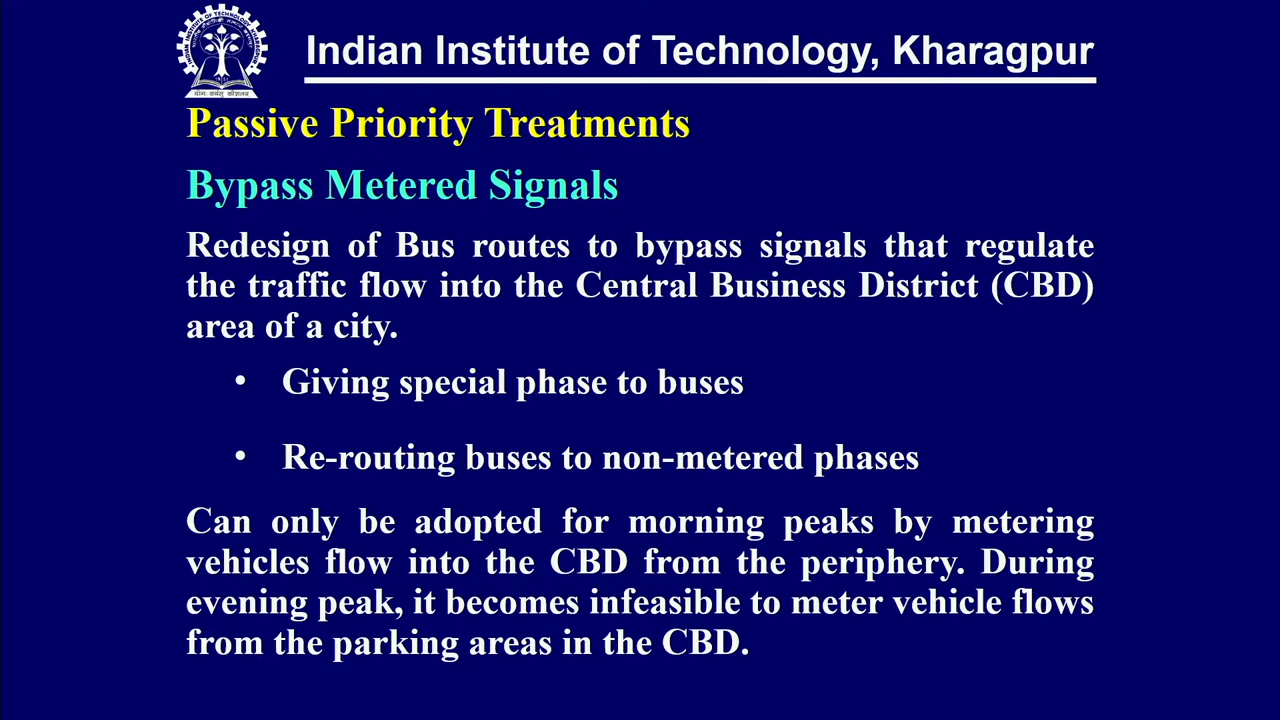 Indian Institute of Technology, Kharagpur
Passive Priority Treatments
Bypass Metered Signals
Redesign of Bus routes to bypass signals that regulate
the traffic flow into the Central Business District (CBD)
area of a city.
• Giving special phase to buses
• Re-routing buses to non-metered phases
Can only be adopted for morning peaks by metering
vehicles flow into the CBD from the periphery. During
evening peak, it becomes infeasible to meter vehicle flows
from the parking areas in the CBD.